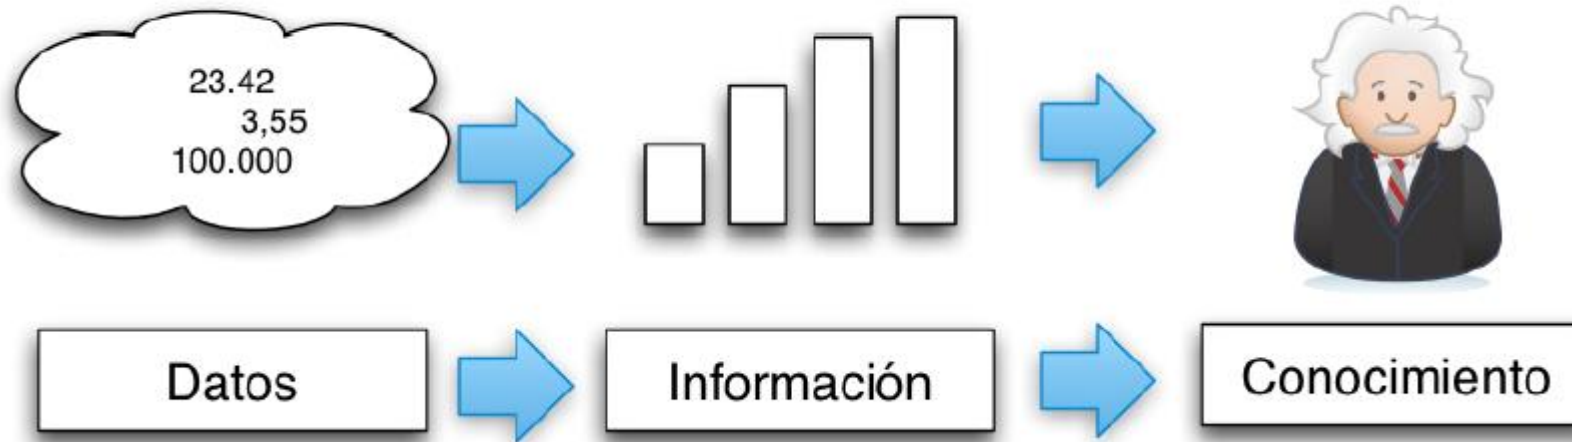 23.42
3,55
100.000
Datos
Información
Conocimiento